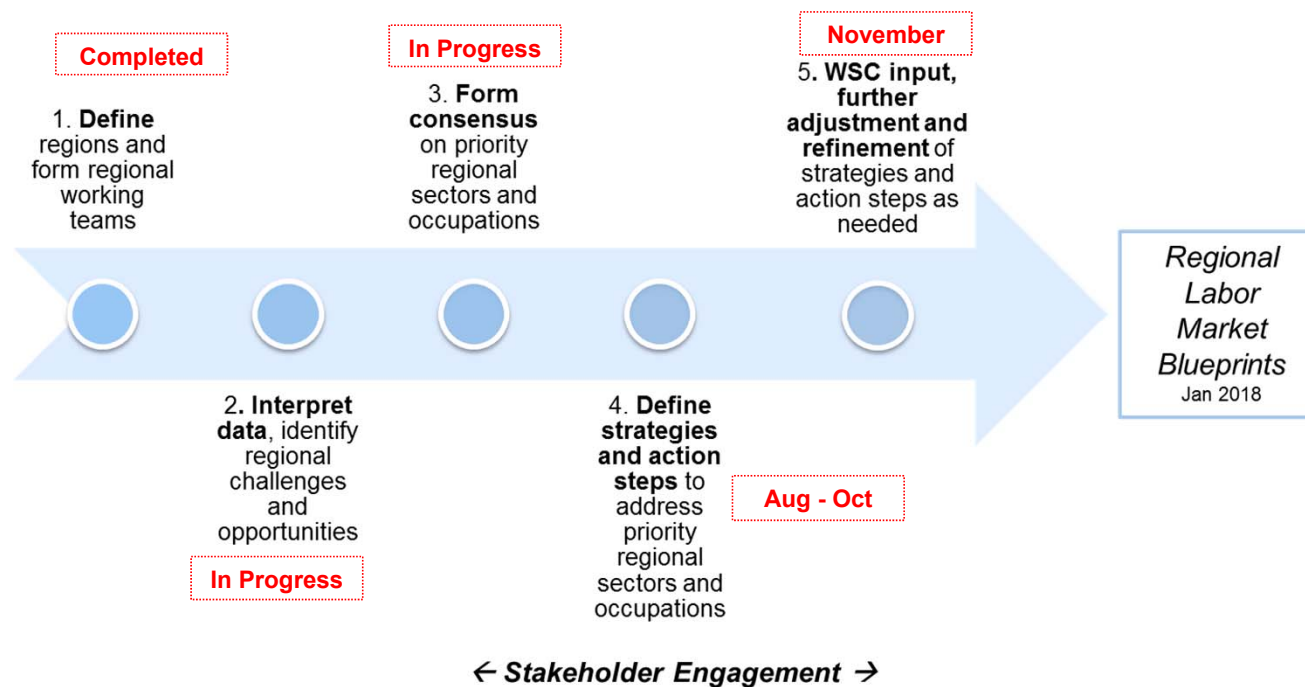 Completed
1. Define
regions and
form regional
working
teams
2. Interpret
data, identify
regional
challenges
and
opportunities
In Progress
In Progress
3. Form
consensus
on priority
regional
sectors and
occupations
4. Define
strategies
and action
steps to
address
priority
regional
sectors and
occupations
Aug - Oct
November
5. WSC input,
further
adjustment and
refinement of
strategies and
action steps as
needed
Regional
Labor
Market
Blueprints
Jan 2018
← Stakeholder Engagement →